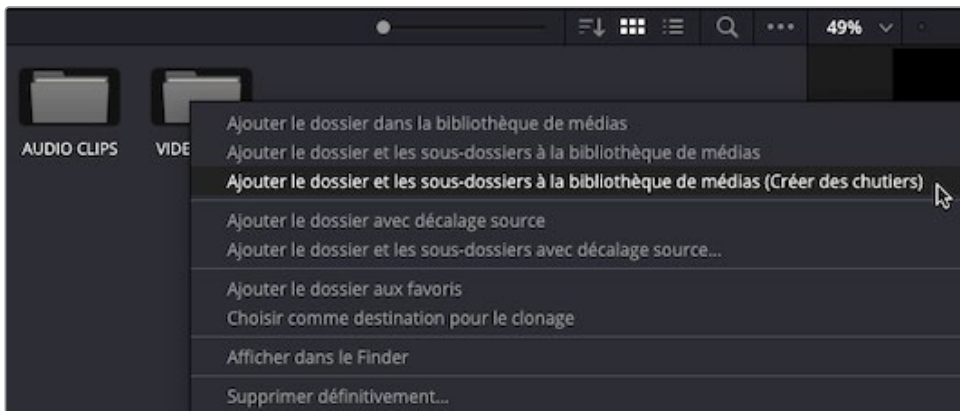 49%
AUDIO CLIPS
VIDE
Ajouter le dossier dans la bibliothèque de médias
Ajouter le dossier et les sous-dossiers à la bibliothèque de médias
Ajouter le dossier et les sous-dossiers à la bibliothèque de médias (Créer des chutiers)
Ajouter le dossier avec décalage source
Ajouter le dossier et les sous-dossiers avec décalage source...
Ajouter le dossier aux favoris
Choisir comme destination pour le clonage
Afficher dans le Finder
Supprimer définitivement...